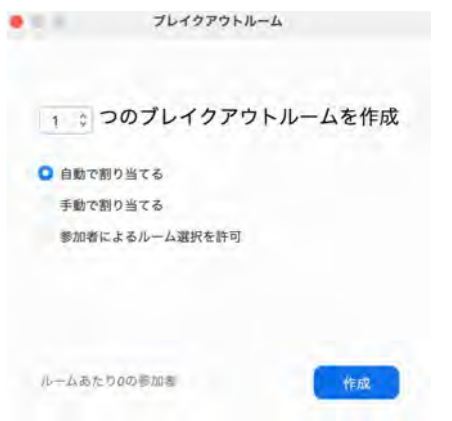 ブレイクアウトルーム
1 つのブレイクアウトルームを作成
自動で割り当てる
手動で割り当てる
参加者によるルーム選択を許可
ルームあたり0の参加者
作成